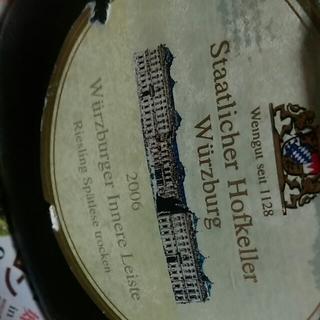 Weingut seit 1128
Staatlicher Hofkeller
Würzburg
2006
Würzburger Innere Leiste
Riesling Spätlese trocken